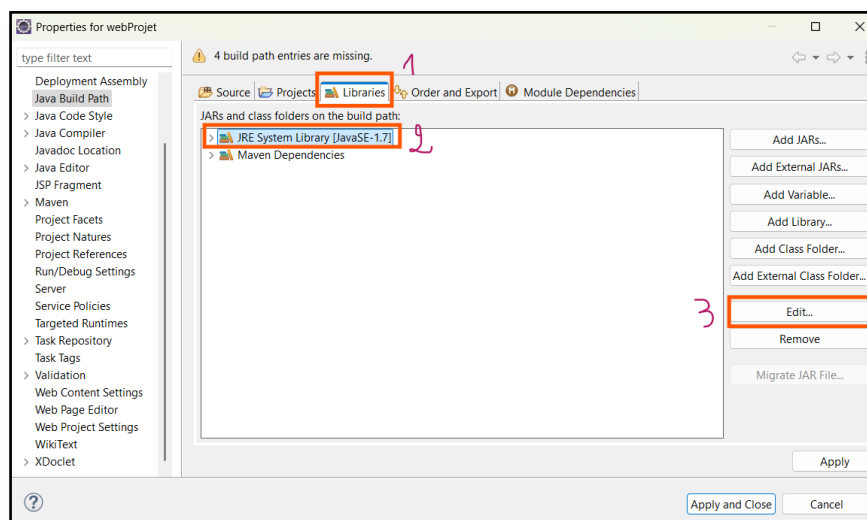 Properties for webProjet
type filter text
4 build path entries are missing.
1
Deployment Assembly
Java Build Path
Java Code Style
Java Compiler
Javadoc Location
Java Editor
JSP Fragment
Maven
Project Facets
Project Natures
Project References
Run/Debug Settings
Server
Service Policies
Targeted Runtimes
Task Repository
Task Tags
Validation
Web Content Settings
Web Page Editor
Web Project Settings
WikiText
XDoclet
Source Projects Libraries Order and Export Module Dependencies
JARs and class folders on the build path:
JRE System Library [JavaSE-1.7]
2
Maven Dependencies
Add JARs...
Add External JARs...
Add Variable...
Add Library...
Add Class Folder...
Add External Class Folder...
3
Edit...
Remove
Migrate JAR File...
Apply
?
Apply and Close
Cancel